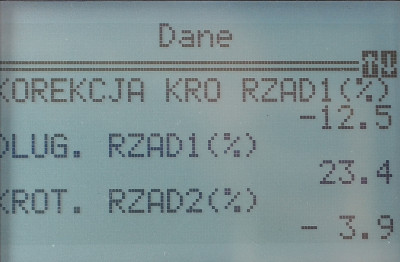 Dane
KOREKCJA KRO RZAD1(%)
-12.5
DLUG. RZAD1(%)
23.4
KROT. RZAD2(%)
- 3.9